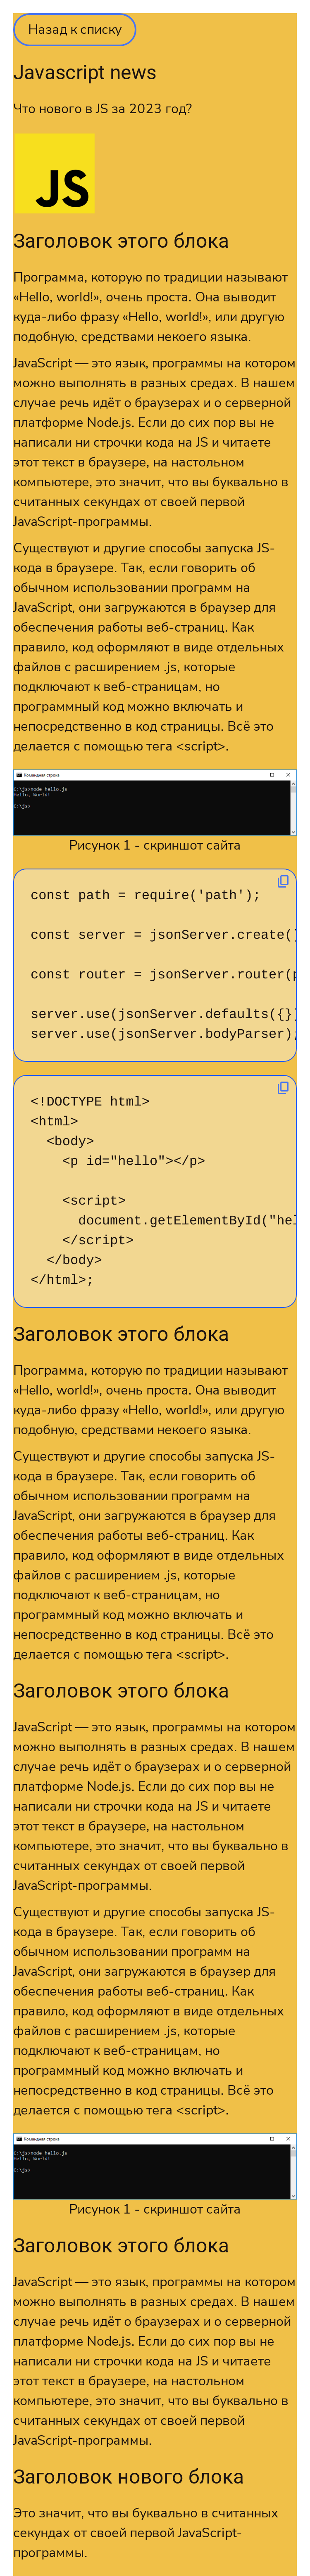 Назад к списку
Javascript news
Что нового в JS за 2023 год?
JS
Заголовок этого блока
Программа, которую по традиции называют
«Hello, world!», очень проста. Она выводит
куда-либо фразу «Hello, world!», или другую
подобную, средствами некоего языка.
JavaScript — это язык, программы на котором
можно выполнять в разных средах. В нашем
случае речь идёт о браузерах и о серверной
платформе Node.js. Если до сих пор вы не
написали ни строчки кода на JS и читаете
этот текст в браузере, на настольном
компьютере, это значит, что вы буквально в
считанных секундах от своей первой
JavaScript-программы.
Существуют и другие способы запуска JS-
кода в браузере. Так, если говорить об
обычном использовании программ на
JavaScript, они загружаются в браузер для
обеспечения работы веб-страниц. Как
правило, код оформляют в виде отдельных
файлов с расширением .js, которые
подключают к веб-страницам, но
программный код можно включать и
непосредственно в код страницы. Всё это
делается с помощью тега <script>.
Командная строка
C:\js>node hello.js
Hello, World!
C:\js>
Рисунок 1 - скриншот сайта
const path = require('path');
const server = jsonServer.create()
const router = jsonServer.router(p
server.use(jsonServer.defaults({})
server.use(jsonServer.bodyParser);
<!DOCTYPE html>
<html>
<body>
<p id="hello"></p>
<script>
document.getElementById("hel
</script>
</body>
</html>;
Заголовок этого блока
Программа, которую по традиции называют
«Hello, world!», очень проста. Она выводит
куда-либо фразу «Hello, world!», или другую
подобную, средствами некоего языка.
Существуют и другие способы запуска JS-
кода в браузере. Так, если говорить об
обычном использовании программ на
JavaScript, они загружаются в браузер для
обеспечения работы веб-страниц. Как
правило, код оформляют в виде отдельных
файлов с расширением .js, которые
подключают к веб-страницам, но
программный код можно включать и
непосредственно в код страницы. Всё это
делается с помощью тега <script>.
Заголовок этого блока
JavaScript — это язык, программы на котором
можно выполнять в разных средах. В нашем
случае речь идёт о браузерах и о серверной
платформе Node.js. Если до сих пор вы не
написали ни строчки кода на JS и читаете
этот текст в браузере, на настольном
компьютере, это значит, что вы буквально в
считанных секундах от своей первой
JavaScript-программы.
Существуют и другие способы запуска JS-
кода в браузере. Так, если говорить об
обычном использовании программ на
JavaScript, они загружаются в браузер для
обеспечения работы веб-страниц. Как
правило, код оформляют в виде отдельных
файлов с расширением .js, которые
подключают к веб-страницам, но
программный код можно включать и
непосредственно в код страницы. Всё это
делается с помощью тега <script>.
Командная строка
C:\js>node hello.js
Hello, World!
C:\js>
Рисунок 1 - скриншот сайта
Заголовок этого блока
JavaScript — это язык, программы на котором
можно выполнять в разных средах. В нашем
случае речь идёт о браузерах и о серверной
платформе Node.js. Если до сих пор вы не
написали ни строчки кода на JS и читаете
этот текст в браузере, на настольном
компьютере, это значит, что вы буквально в
считанных секундах от своей первой
JavaScript-программы.
Заголовок нового блока
Это значит, что вы буквально в считанных
секундах от своей первой JavaScript-
программы.